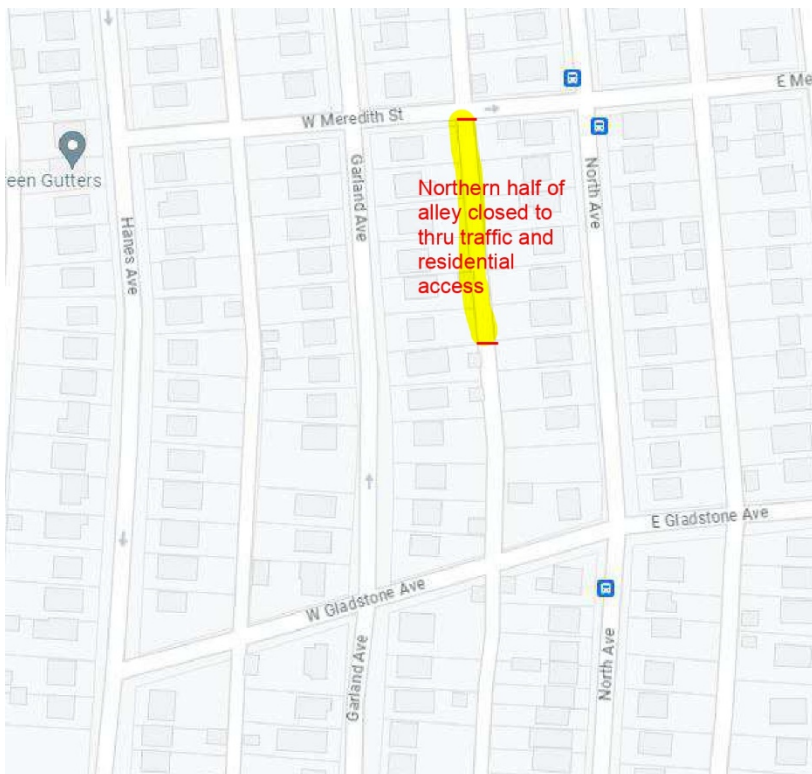 E Me
W Meredith St
een Gutters
Garland Ave
North Ave
Hanes Ave
Northern half of
alley closed to
thru traffic and
residential
access
E Gladstone Ave
W Gladstone Ave
Garland Ave
North Ave